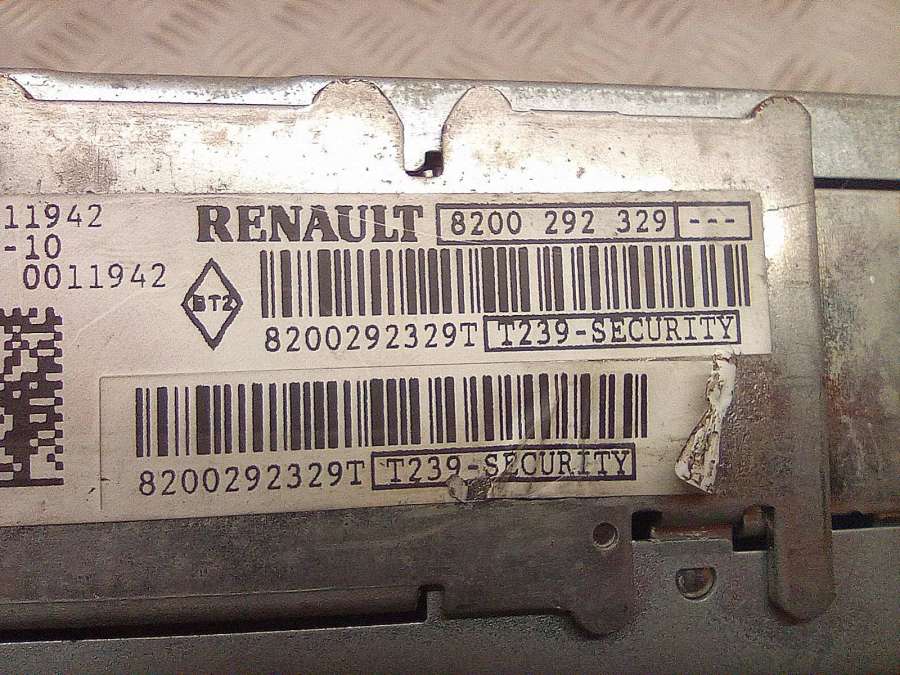 11942
-10
0011942
RENAULT 8200 292 329 ---
BT2
8200292329T T239-SECURITY
8200292329T T239-SECURITY